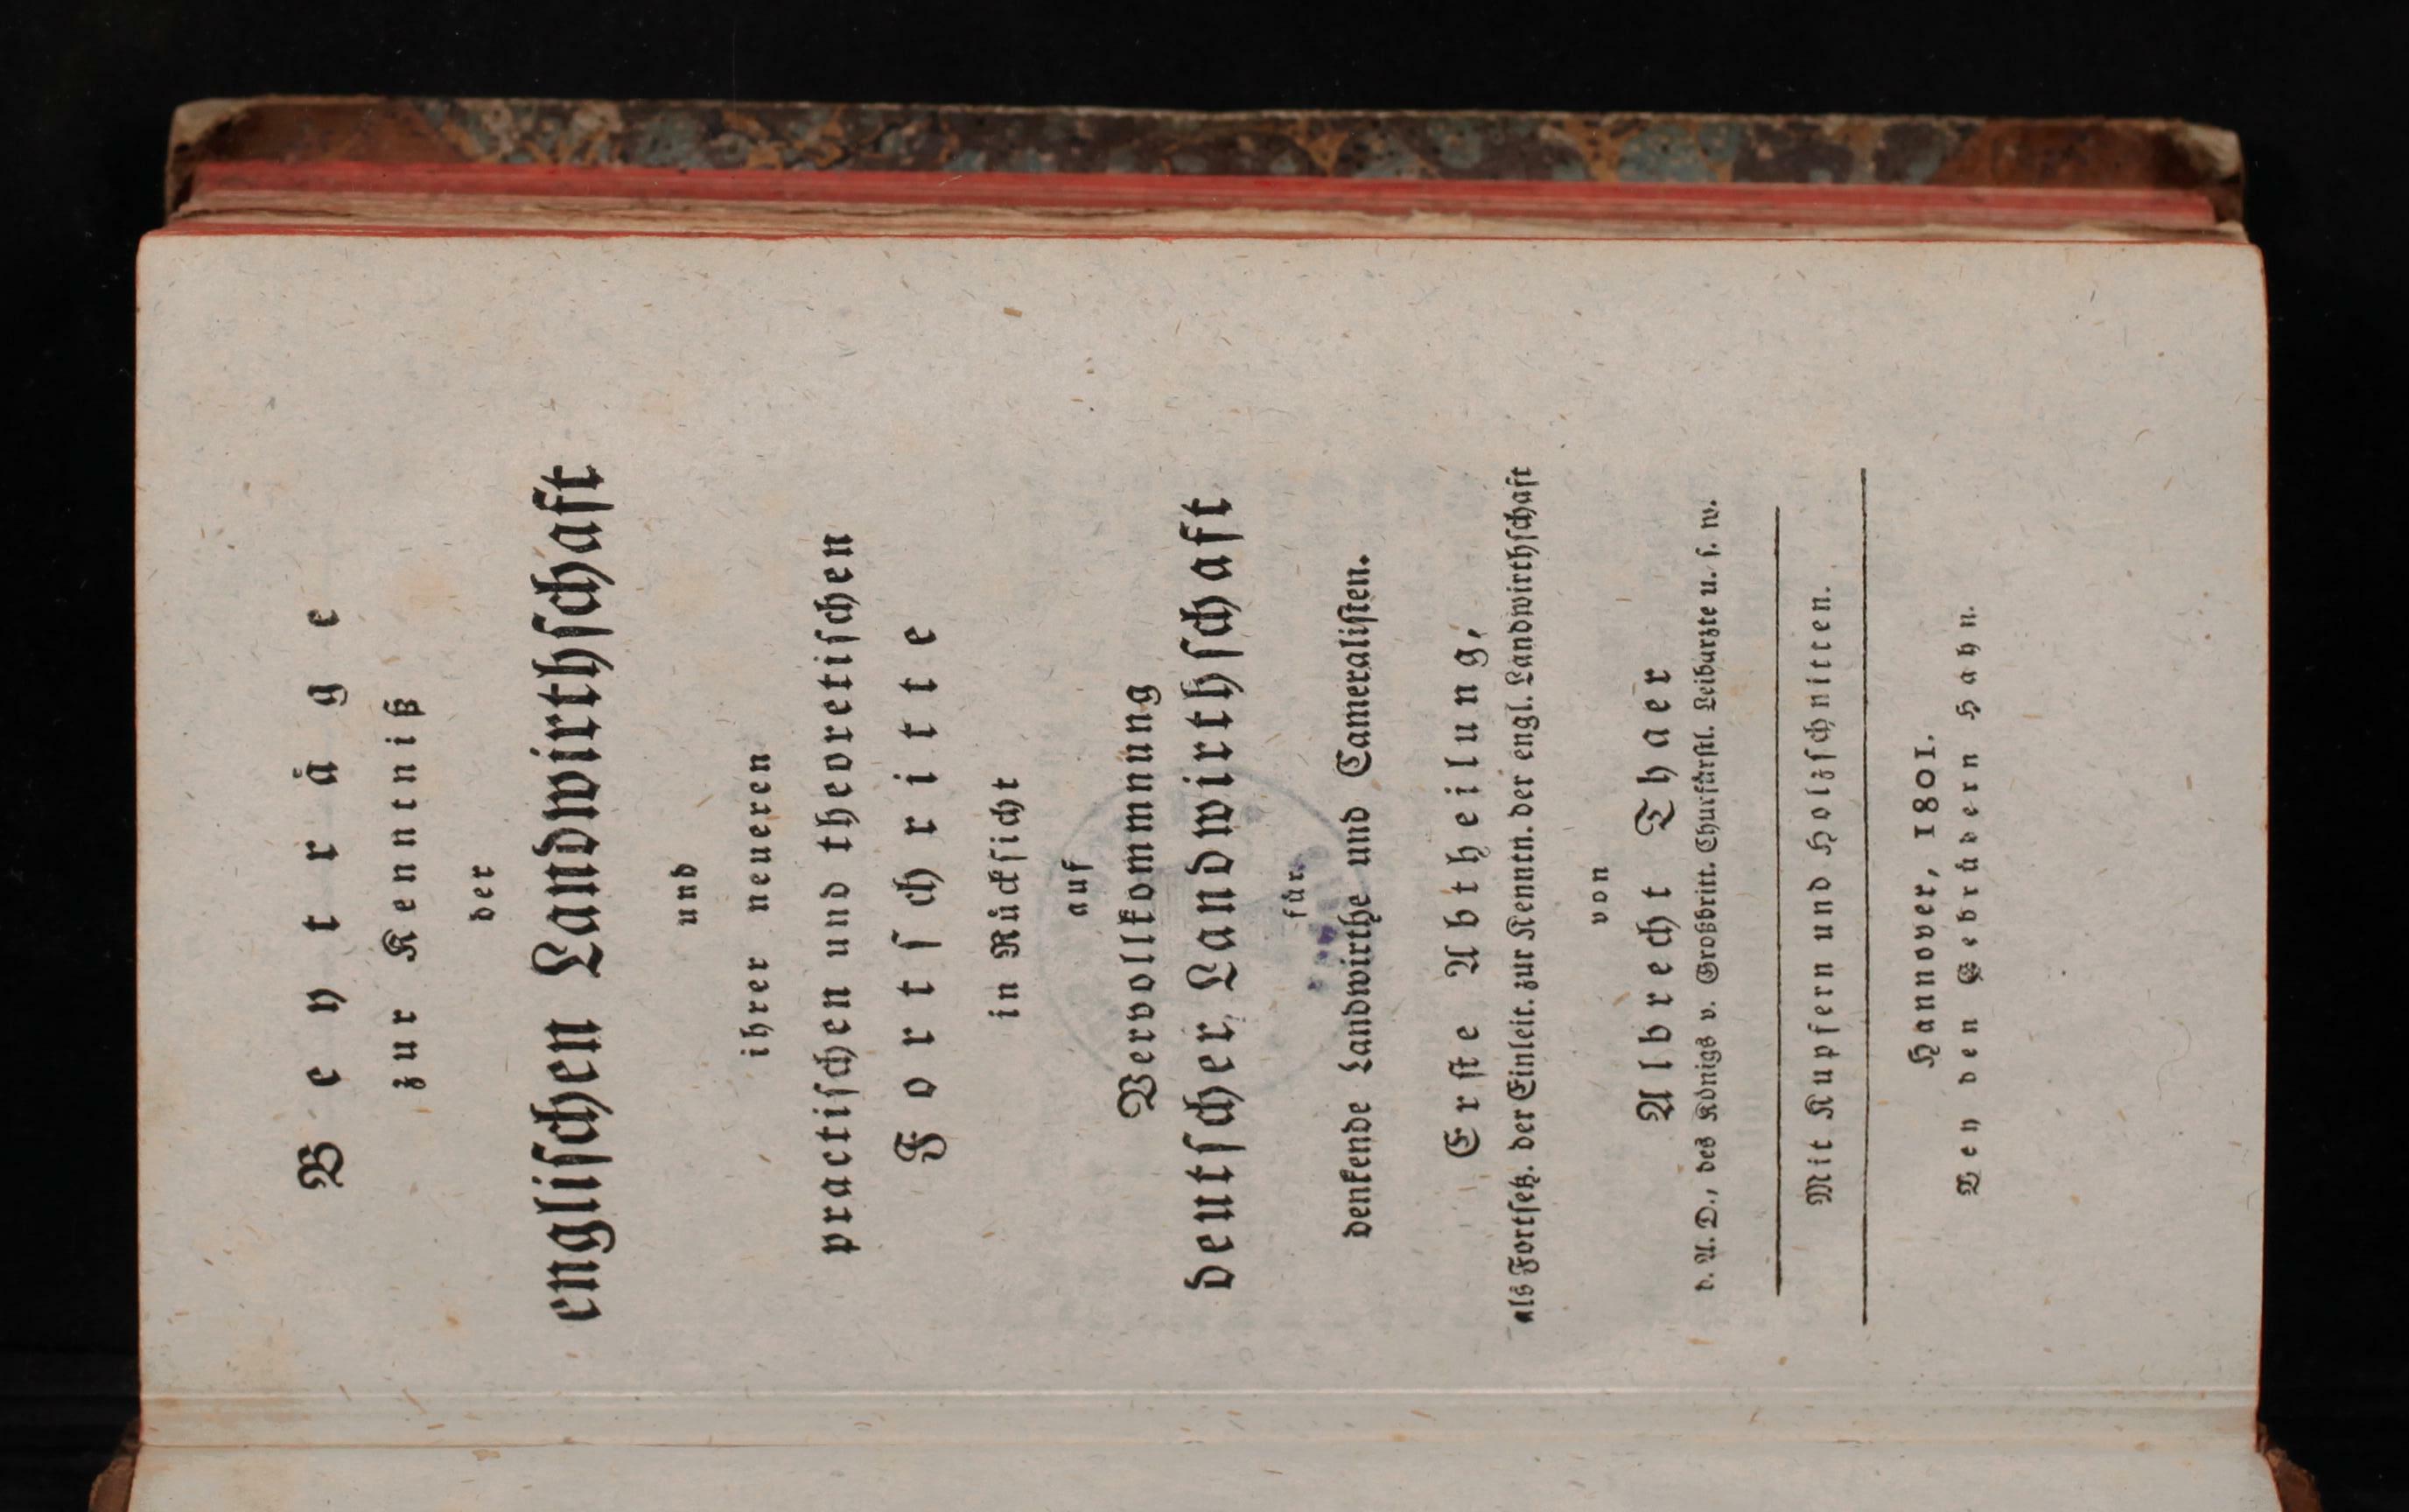 Beyträge
zur Kenntniß
der
englischen Landwirthschaft
und
ihrer neueren
practischen und theoretischen
Fortschritte
in Rücksicht
auf
Vervollkommnung
deutscher Landwirthschaft
für
denkende Landwirthe und Cameralisten.
Erste Abtheilung,
als Fortsetz. der Einleit. zur Kenntn. der engl. Landwirthschaft
von
Albrecht Thaer
d. A. D., des Königs v. Großbritt. Churfürstl. Leibarzte u. s. w.
Mit Kupfern und Holzschnitten.
Hannover, 1801.
Bey den Gebrüdern Hahn.